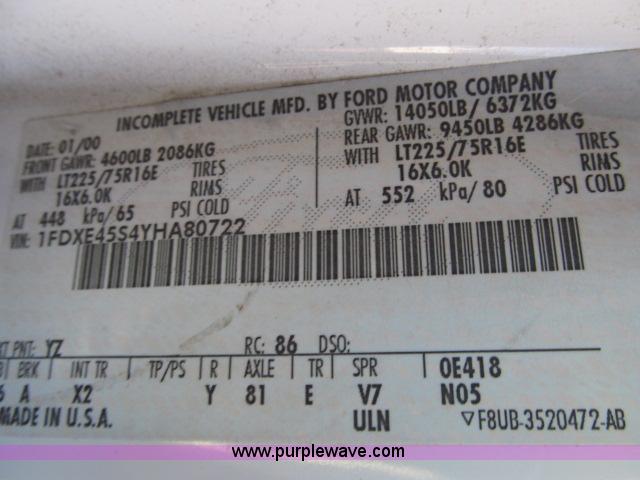 INCOMPLETE VEHICLE MFD. BY FORD MOTOR COMPANY
DATE: 01/00
GVWR: 14050LB/ 6372KG
FRONT GAWR: 4600LB 2086KG
REAR GAWR: 9450LB 4286KG
WITH LT225/75R16E TIRES
WITH LT225/75R16E TIRES
16X6.0K RINS
16X6.0K RINS
AT 448 kPa/65 PSI COLD
AT 552 kPa/80 PSI COLD
VIN: 1FDXE45S4YHA80722
PNT: YZ RC: 86 DSO:
BRK INT TR TP/PS R AXLE TR SPR 0E418
A X2 Y 81 E V7 N05
MADE IN U.S.A. ULN ▽F8UB-3520472-AB
www.purplewave.com